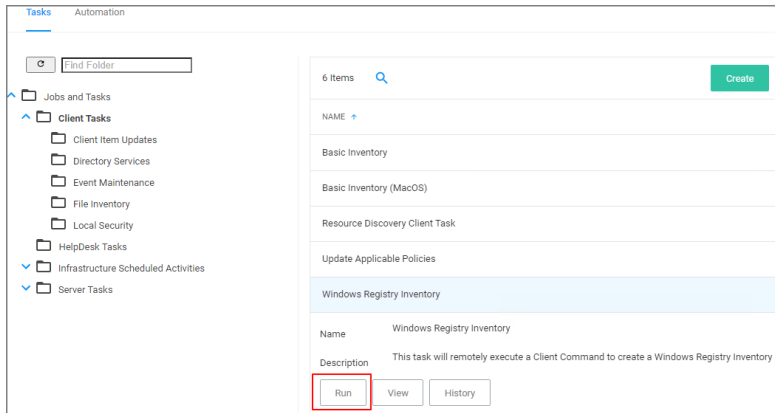 Tasks Automation
Find Folder
Jobs and Tasks
Client Tasks
Client Item Updates
Directory Services
Event Maintenance
File Inventory
Local Security
HelpDesk Tasks
Infrastructure Scheduled Activities
Server Tasks
6 Items Create
NAME
Basic Inventory
Basic Inventory (MacOS)
Resource Discovery Client Task
Update Applicable Policies
Windows Registry Inventory
Name Windows Registry Inventory
Description This task will remotely execute a Client Command to create a Windows Registry Inventory
Run View History